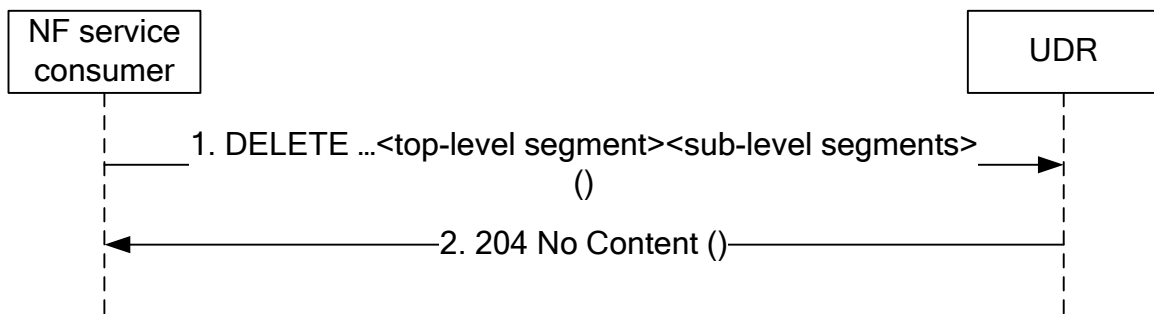 NF service
consumer
UDR
1. DELETE ...<top-level segment><sub-level segments>
()
2. 204 No Content ()